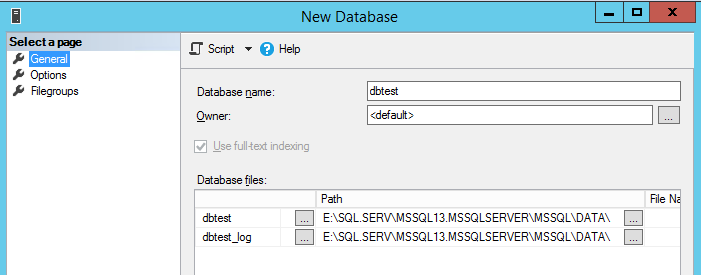 New Database
Select a page
General
Options
Filegroups
Script
Help
Database name:
dbtest
Owner:
<default>
...
Use full-text indexing
Database files:
Path
File Na
dbtest
...
E:\SQL.SERV\MSSQL13.MSSQLSERVER\MSSQL\DATA\
...
dbtest_log
...
E:\SQL.SERV\MSSQL13.MSSQLSERVER\MSSQL\DATA\
...